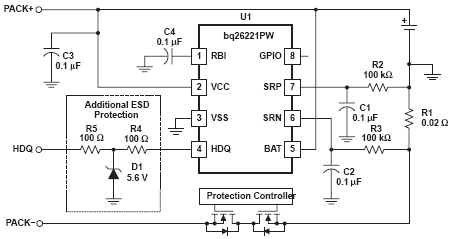 PACK+
U1
bq26221PW
C4
0.1 µF
C3
0.1 µF
1 RBI
GPIO 8
2 VCC
SRP 7
3 VSS
SRN 6
4 HDQ
BAT 5
+
R2
100 kΩ
C1
0.1 µF
R1
0.02 Ω
R3
100 kΩ
C2
0.1 µF
Additional ESD
Protection
R5
100 Ω
R4
100 Ω
HDQ
D1
5.6 V
Protection Controller
PACK–